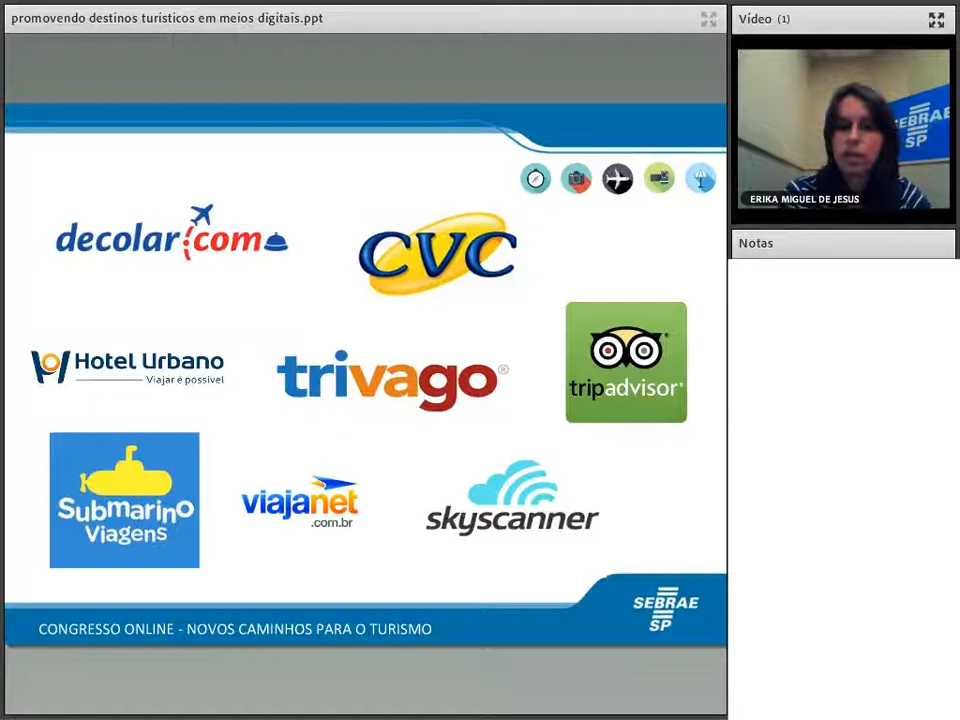 promovendo destinos turisticos em meios digitais.ppt
Vídeo (1)
SEBRAE
SP
ERIKA MIGUEL DE JESUS
Notas
decolar.com
CVC
Hotel Urbano
Viajar é possível
trivago®
tripadvisor®
Submarino
Viagens
viajanet
.com.br
skyscanner
SEBRAE
SP
CONGRESSO ONLINE - NOVOS CAMINHOS PARA O TURISMO